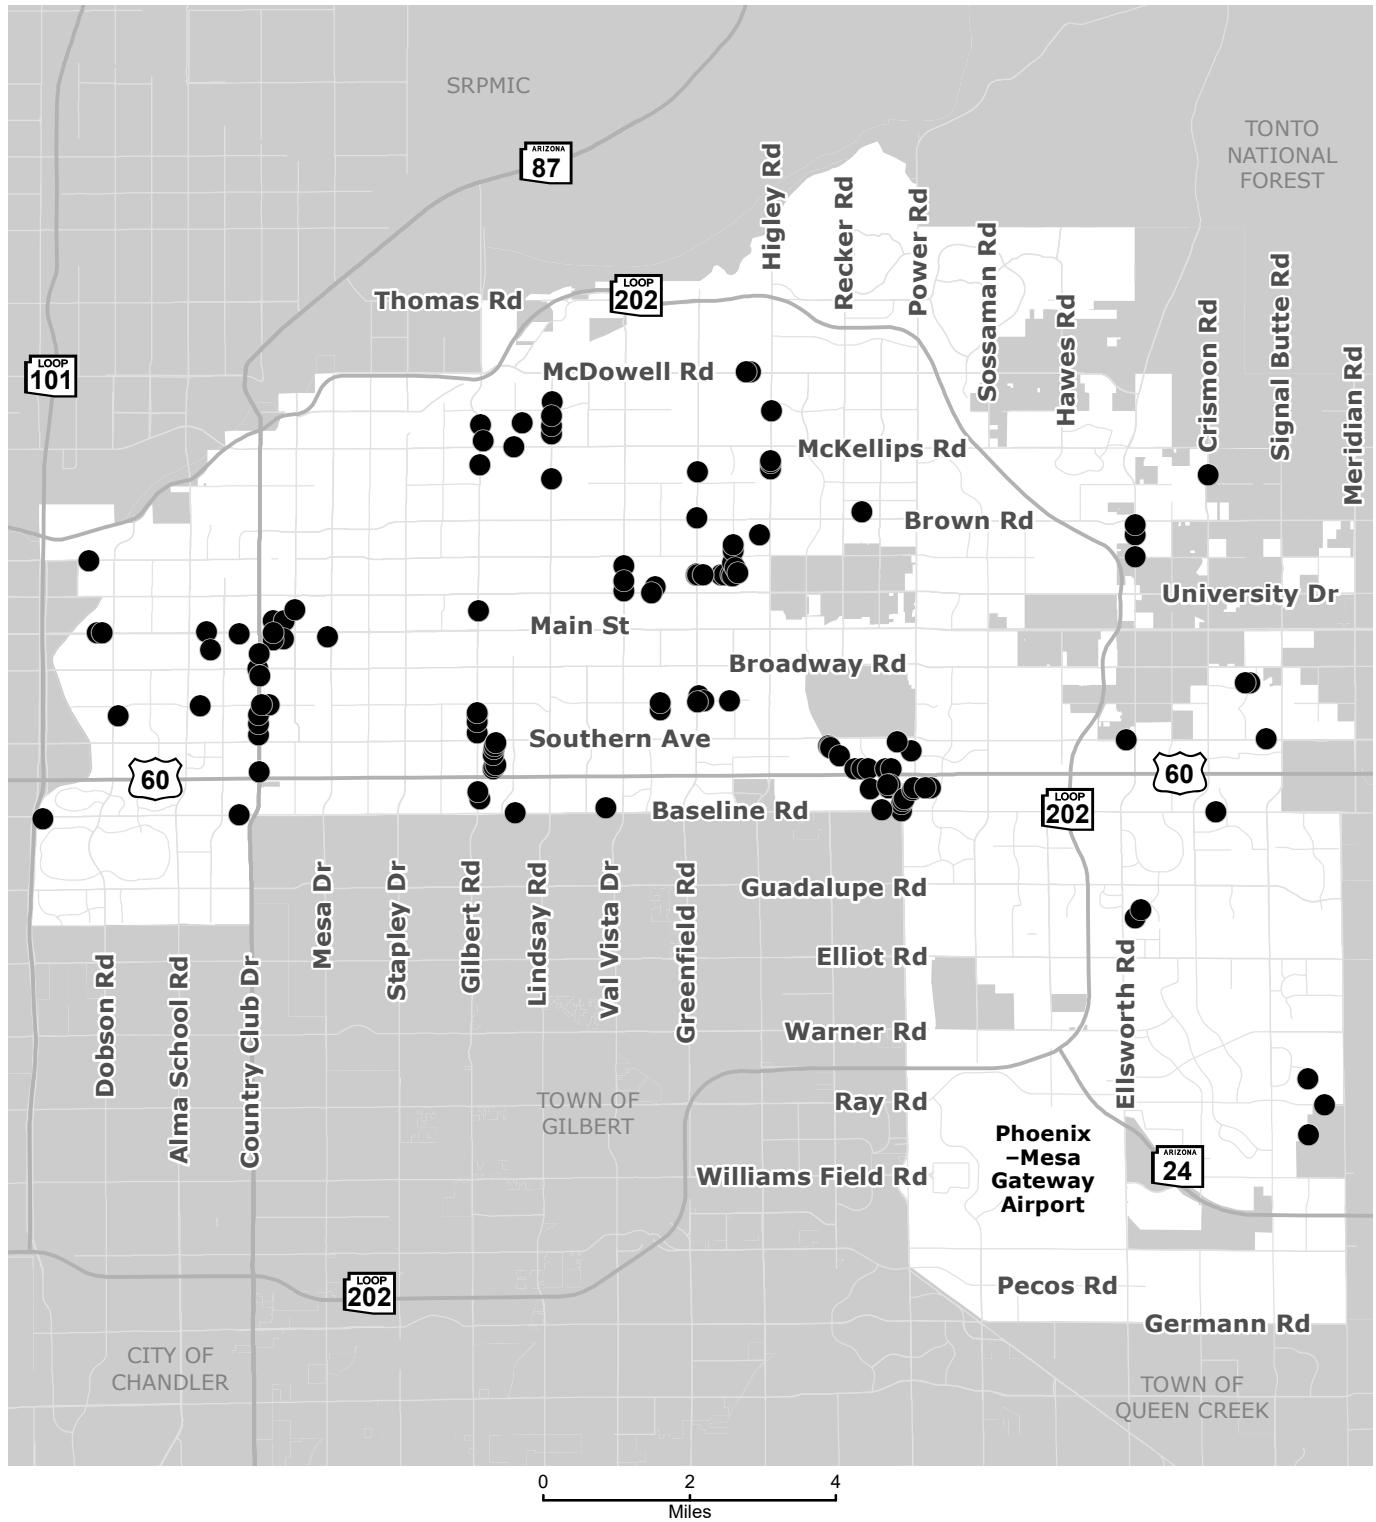 SRPMIC
TONTO
NATIONAL
FOREST
ARIZONA
87
Higley Rd
Recker Rd
Power Rd
Sossaman Rd
Hawes Rd
Crismon Rd
Signal Butte Rd
Meridian Rd
Thomas Rd
LOOP
202
LOOP
101
McDowell Rd
McKellips Rd
Brown Rd
University Dr
Main St
Broadway Rd
Southern Ave
60
60
Baseline Rd
LOOP
202
Guadalupe Rd
Elliot Rd
Warner Rd
Ray Rd
Williams Field Rd
Dobson Rd
Alma School Rd
Country Club Dr
Mesa Dr
Stapley Dr
Gilbert Rd
Lindsay Rd
Val Vista Dr
Greenfield Rd
Ellsworth Rd
TOWN OF
GILBERT
Phoenix
–Mesa
Gateway
Airport
ARIZONA
24
LOOP
202
Pecos Rd
Germann Rd
CITY OF
CHANDLER
TOWN OF
QUEEN CREEK
0 2 4
Miles